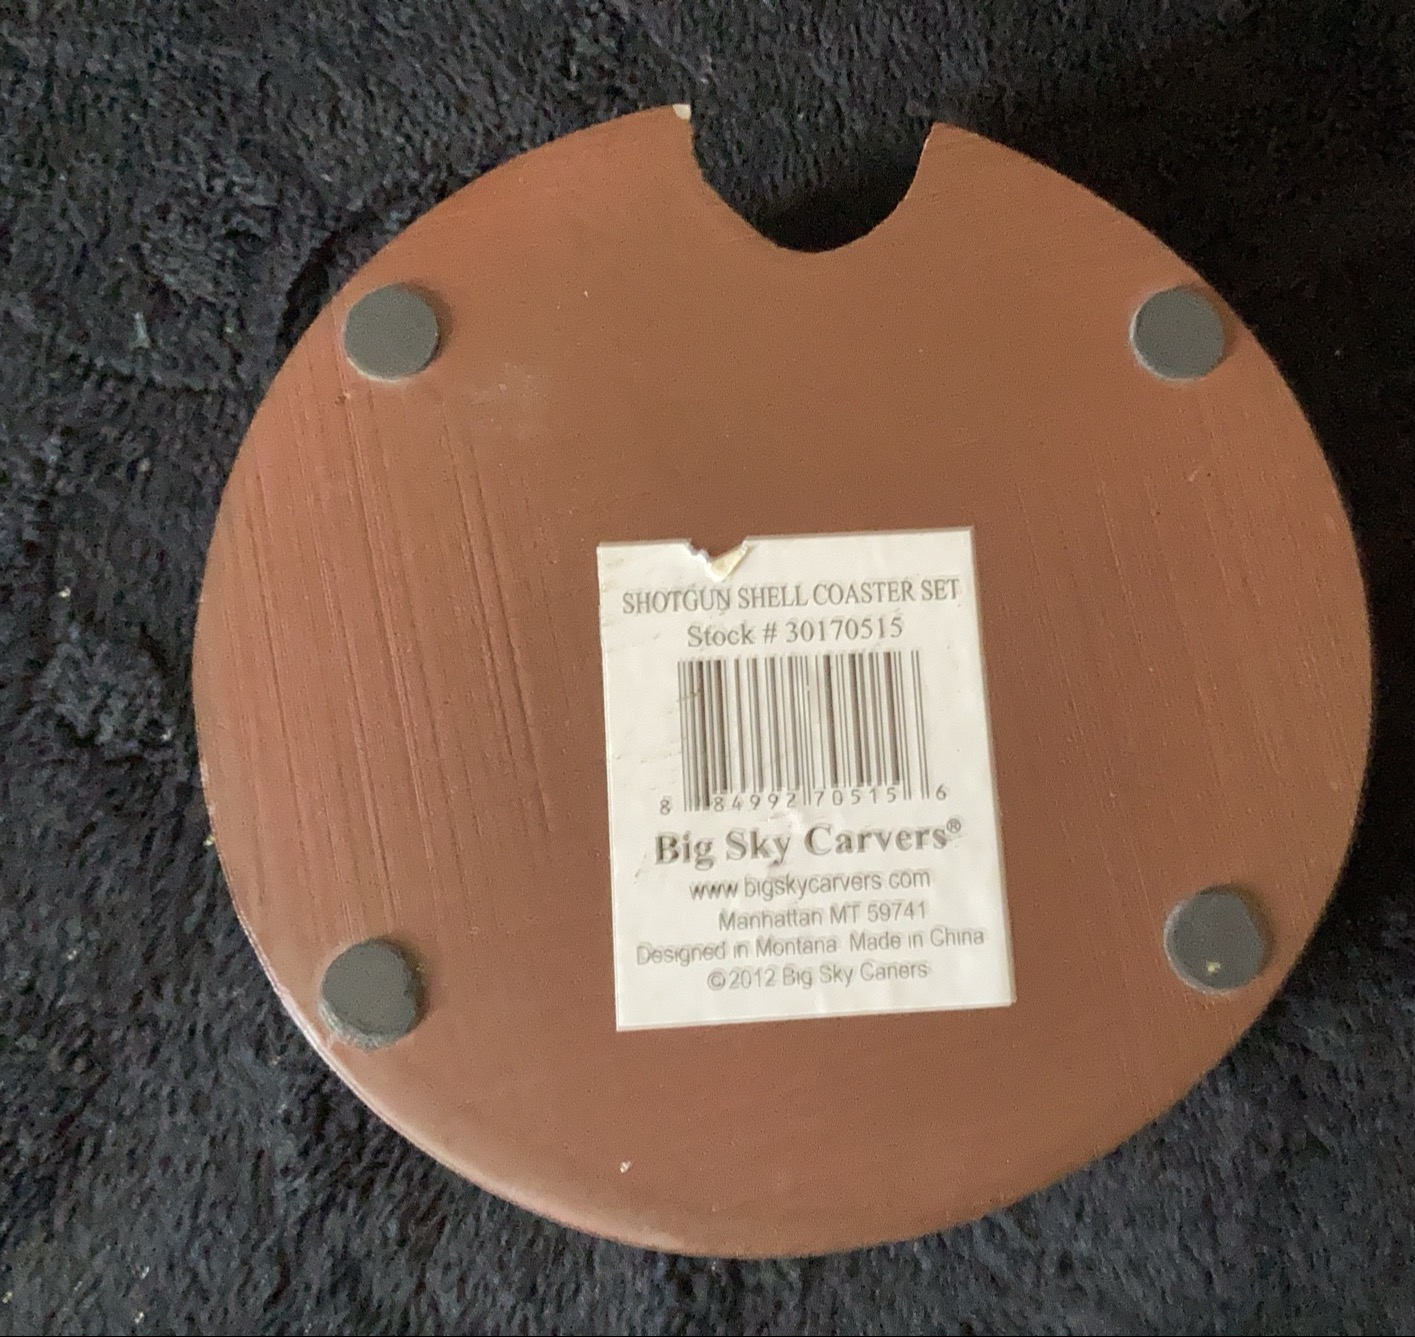 SHOTGUN SHELL COASTER SET
Stock # 30170515
8 84992 70515 6
Big Sky Carvers®
www bigskycarvers com
Manhattan MT 59741
Designed in Montana Made in China
©2012 Big Sky Caners